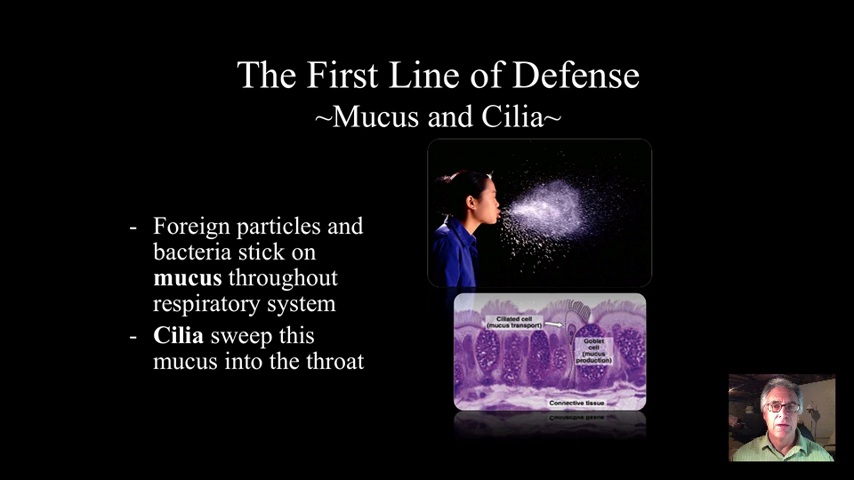 The First Line of Defense
~Mucus and Cilia~
- Foreign particles and
bacteria stick on
mucus throughout
respiratory system
- Cilia sweep this
mucus into the throat
Ciliated cell
(mucus transport)
Goblet
cell
(mucus
production)
Connective tissue